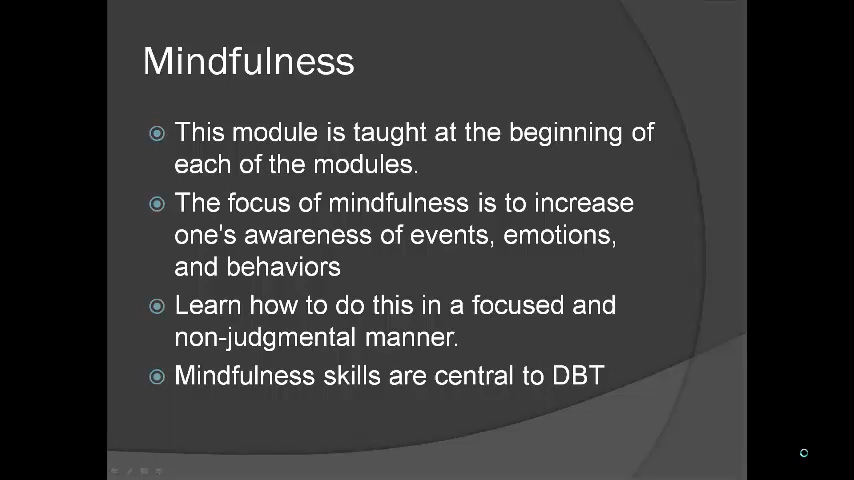 Mindfulness
This module is taught at the beginning of
each of the modules.
The focus of mindfulness is to increase
one's awareness of events, emotions,
and behaviors
Learn how to do this in a focused and
non-judgmental manner.
Mindfulness skills are central to DBT